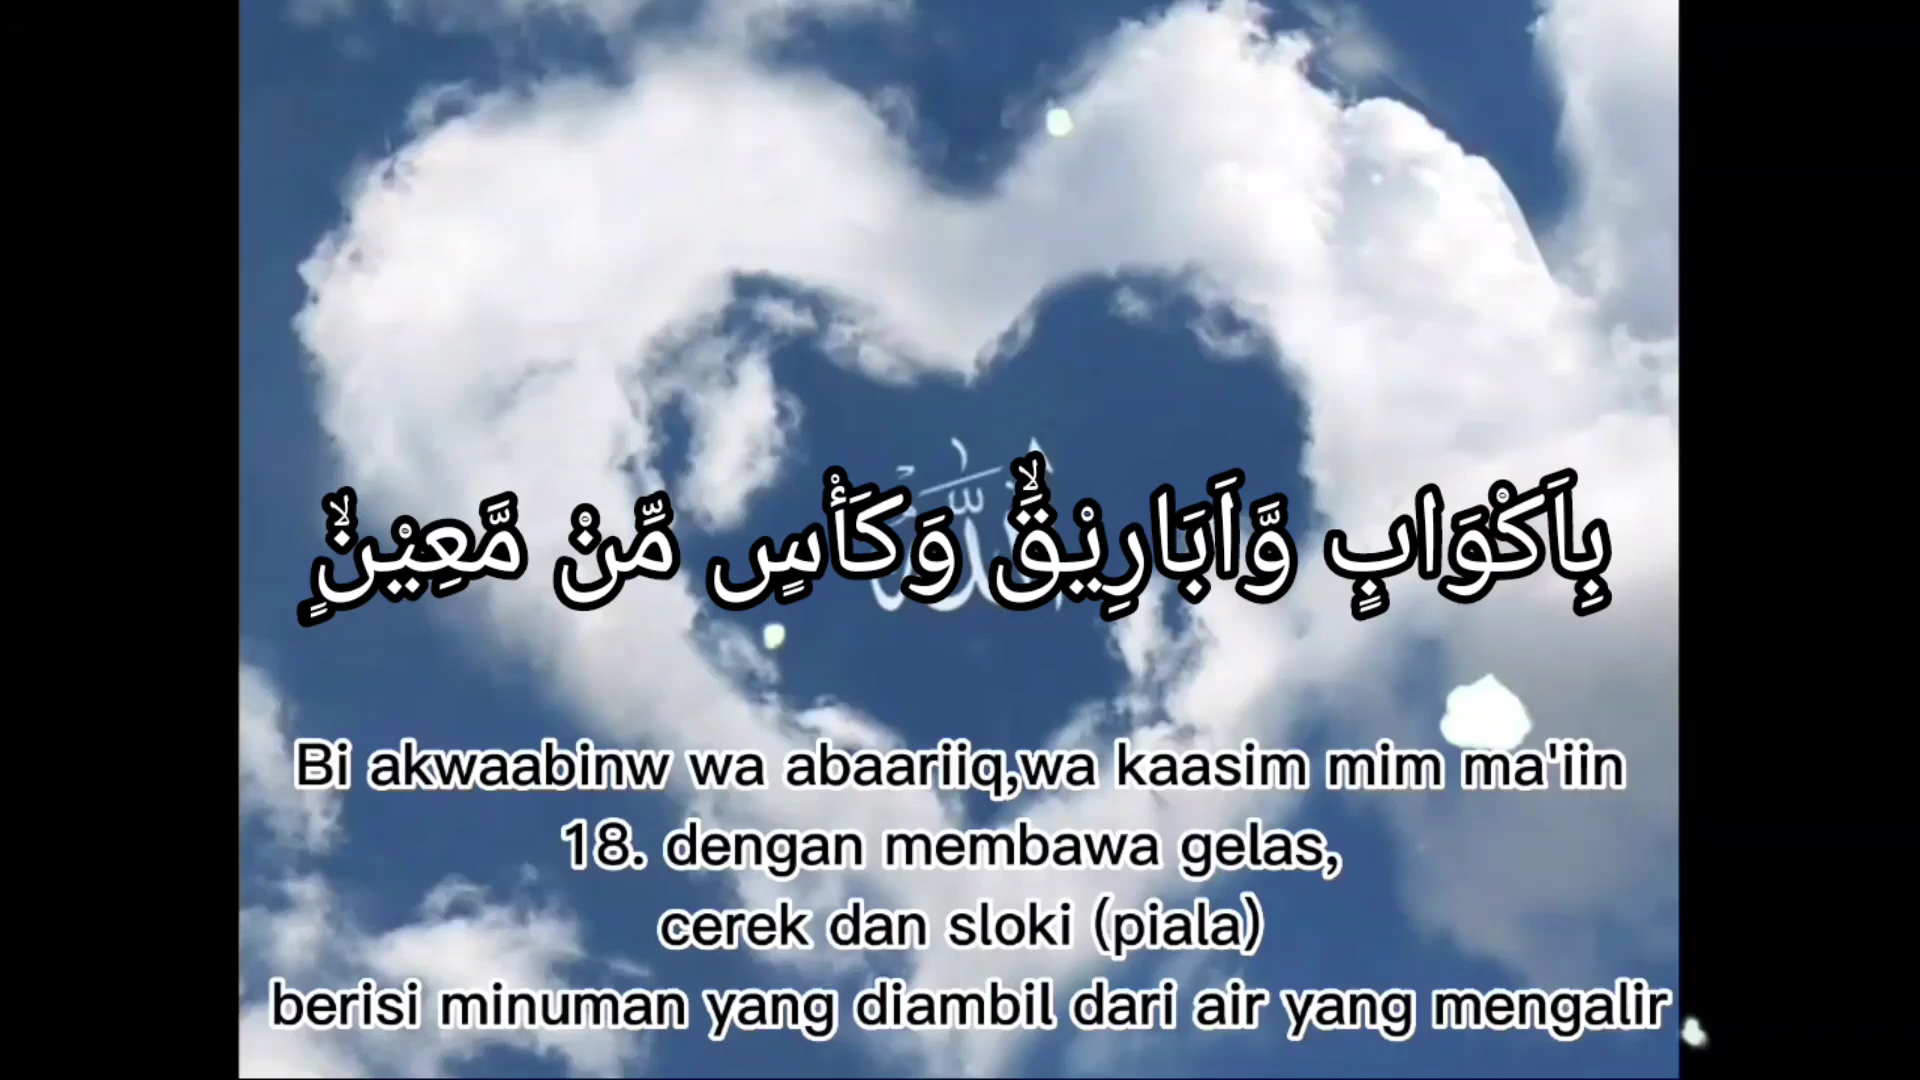 اللّٰه
بِاَكْوَابٍ وَّاَبَارِيْقَۙ وَكَأْسٍ مِّنْ مَّعِيْنٍۙ
Bi akwaabinw wa abaariiq,wa kaasim mim ma'iin
18. dengan membawa gelas,
cerek dan sloki (piala)
berisi minuman yang diambil dari air yang mengalir